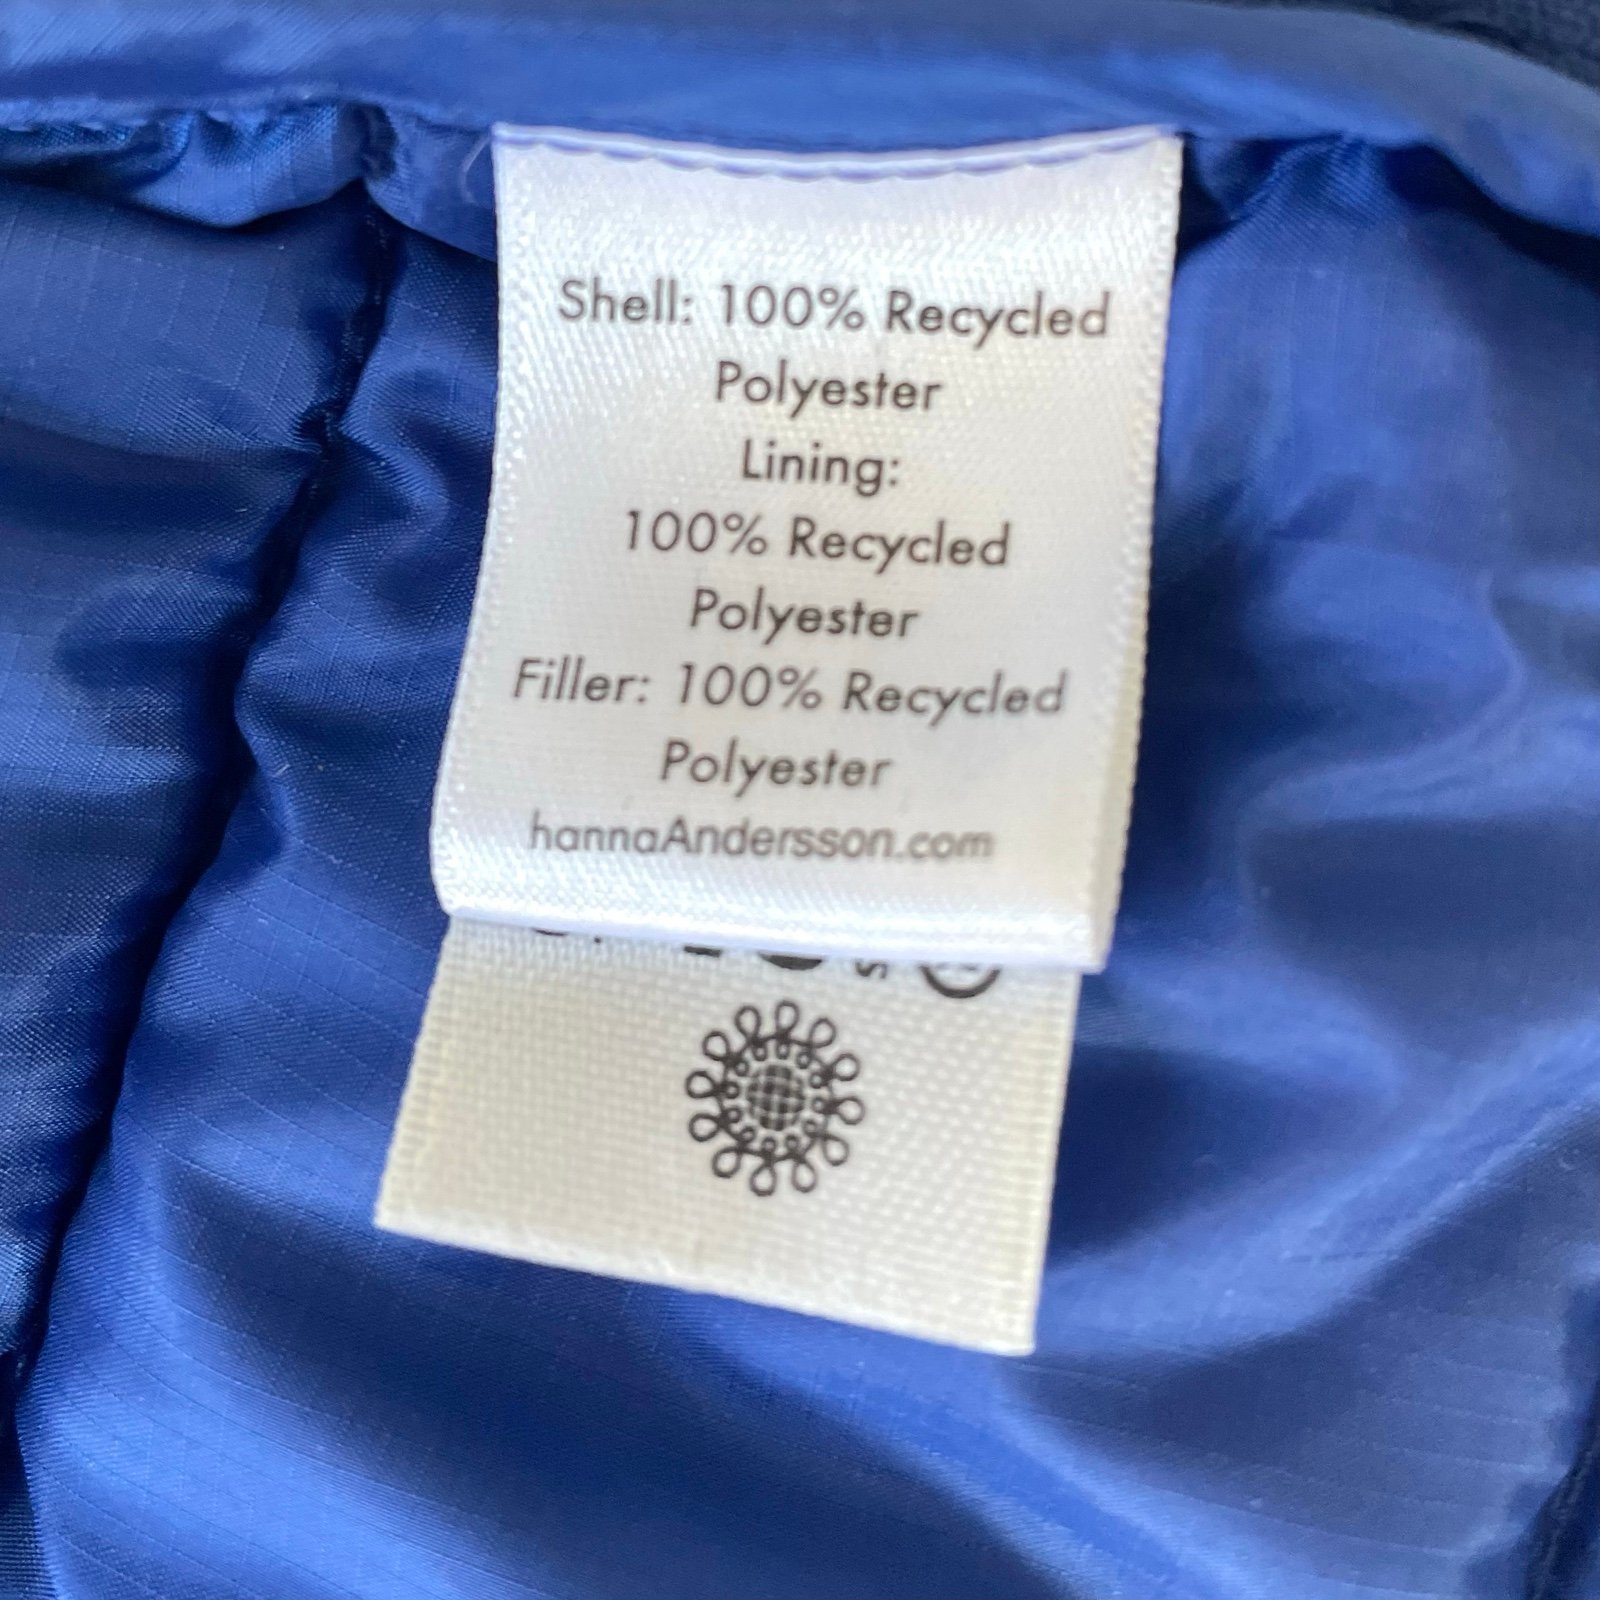 Shell: 100% Recycled
Polyester
Lining:
100% Recycled
Polyester
Filler: 100% Recycled
Polyester
hannaAndersson.com